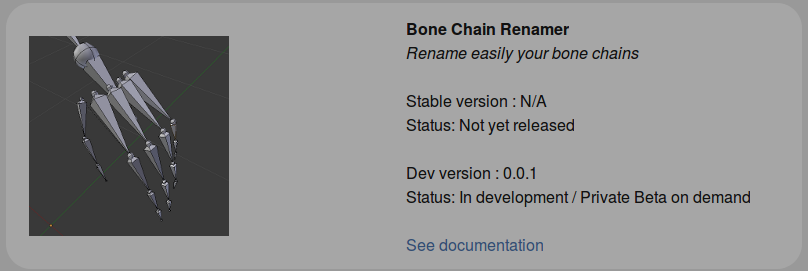 Bone Chain Renamer
Rename easily your bone chains
Stable version : N/A
Status: Not yet released
Dev version : 0.0.1
Status: In development / Private Beta on demand
See documentation